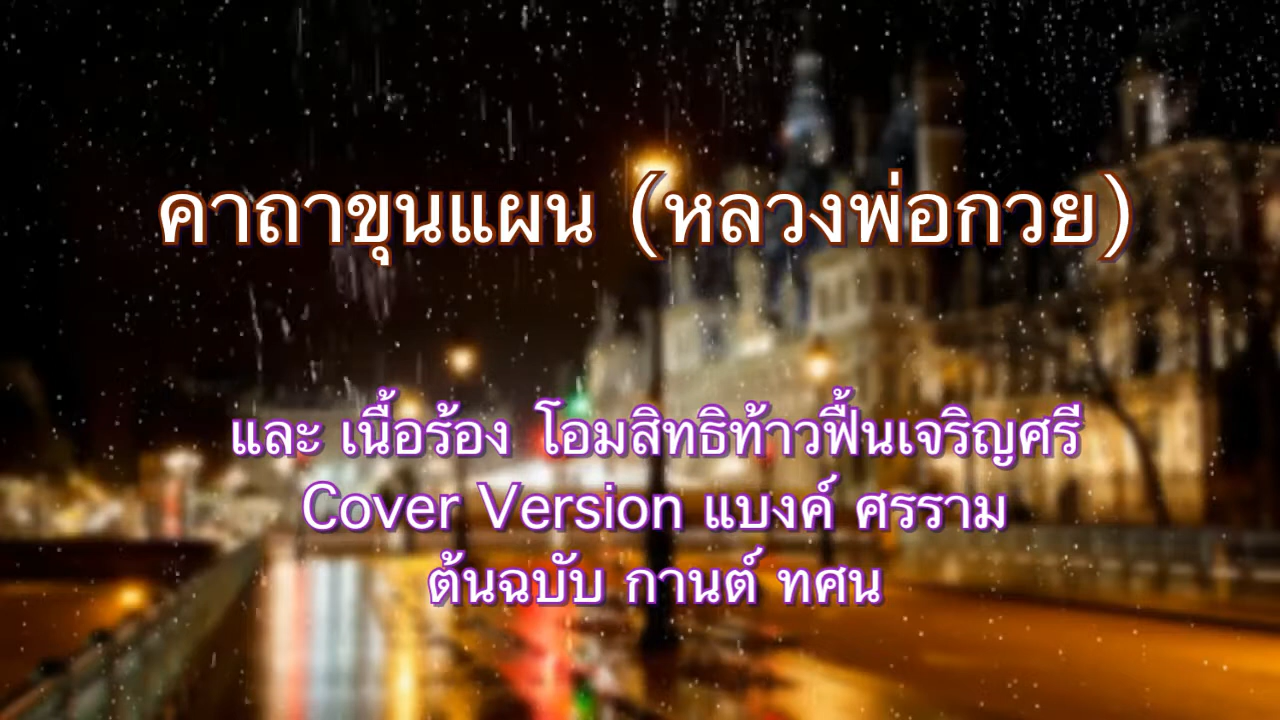 คาถาขุนแผน (หลวงพ่อกวย)
และ เนื้อร้อง โอมสิทธิท้าวฟื้นเจริญศรี
Cover Version แบงค์ ศรราม
ต้นฉบับ กานต์ ทศน